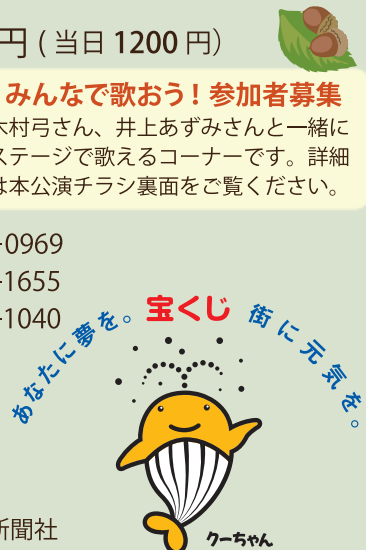 円 ( 当日 1200 円)
みんなで歌おう！参加者募集
木村弓さん、井上あずみさんと一緒に
ステージで歌えるコーナーです。詳細
は本公演チラシ裏面をご覧ください。
-0969
-1655
-1040
あなたに夢を。宝くじ 街に元気を。
新聞社
クーちゃん